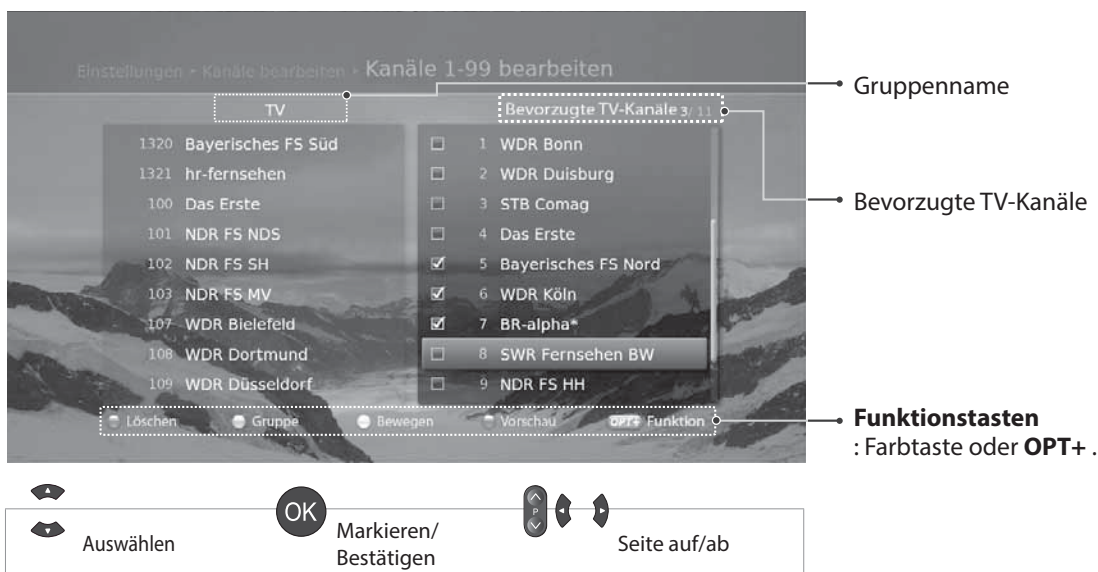 Einstellungen • Kanäle bearbeiten • Kanäle 1-99 bearbeiten
TV
Bevorzugte TV-Kanäle 3/ 11
1320 Bayerisches FS Süd
1321 hr-fernsehen
100 Das Erste
101 NDR FS NDS
102 NDR FS SH
103 NDR FS MV
107 WDR Bielefeld
108 WDR Dortmund
109 WDR Düsseldorf
1 WDR Bonn
2 WDR Duisburg
3 STB Comag
4 Das Erste
5 Bayerisches FS Nord
6 WDR Köln
7 BR-alpha*
8 SWR Fernsehen BW
9 NDR FS HH
Löschen Gruppe Bewegen Vorschau OPT+ Funktion
Gruppenname
Bevorzugte TV-Kanäle
Funktionstasten
: Farbtaste oder OPT+ .
Auswählen
OK
Markieren/
Bestätigen
P
Seite auf/ab